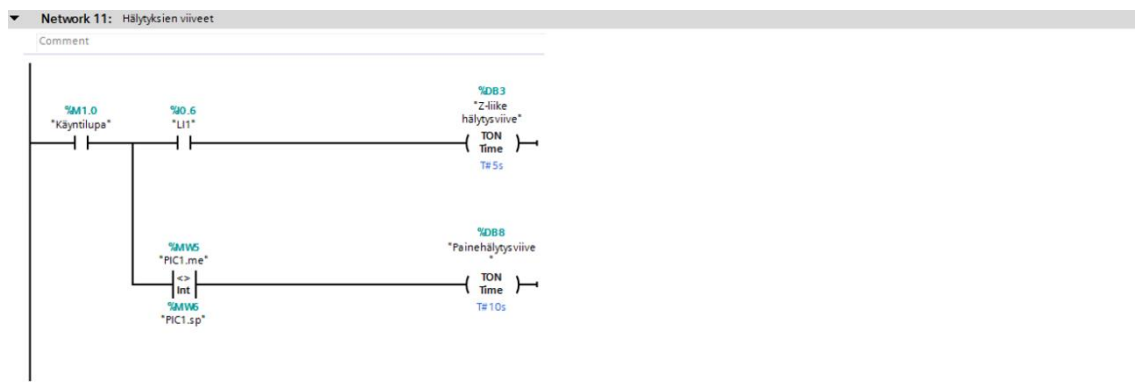 Network 11: Hälytyksien viiveet
Comment
%M1.0
"Käyntilupa"
%I0.6
"LI1"
%DB3
"Z-liike
hälytysviive"
TON
Time
T#5s
%MW5
"PIC1.me"
<>
Int
%MW6
"PIC1.sp"
%DB8
"Painehälytysviive
"
TON
Time
T#10s